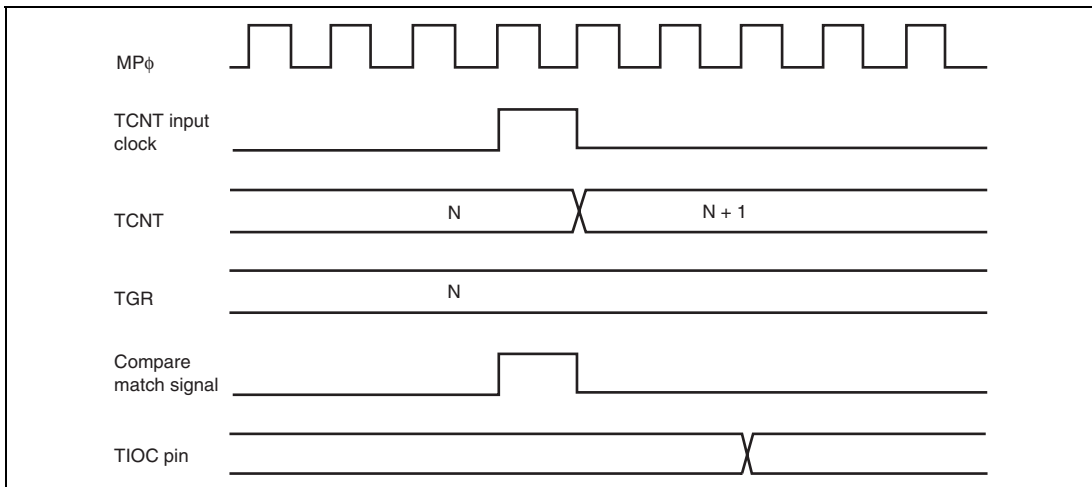 MPϕ
TCNT input
clock
TCNT
N
N + 1
TGR
N
Compare
match signal
TIOC pin